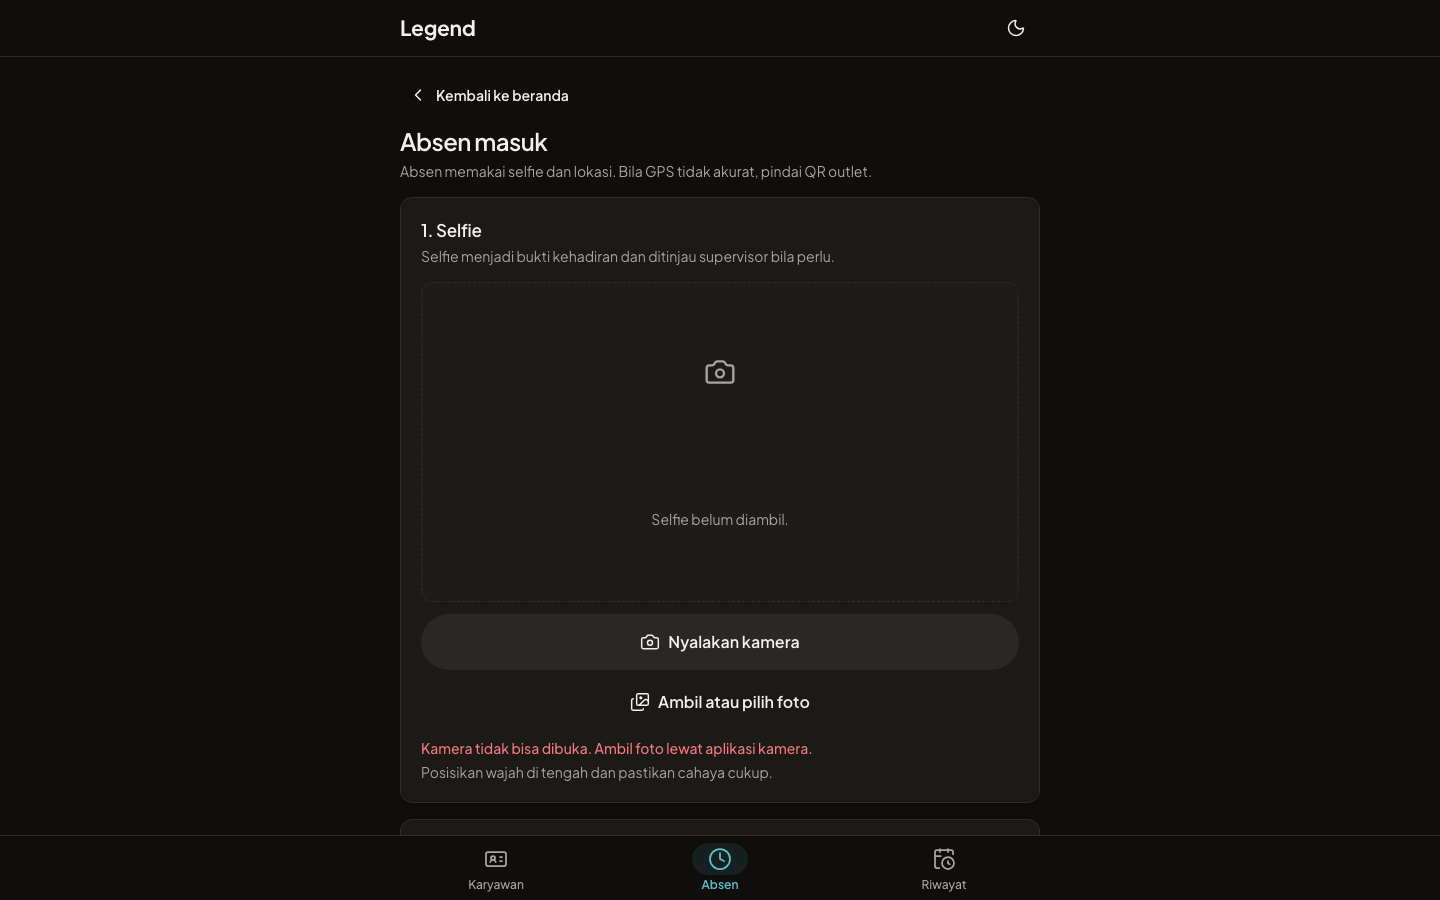 Legend
Kembali ke beranda
Absen masuk
Absen memakai selfie dan lokasi. Bila GPS tidak akurat, pindai QR outlet.
1. Selfie
Selfie menjadi bukti kehadiran dan ditinjau supervisor bila perlu.
Selfie belum diambil.
Nyalakan kamera
Ambil atau pilih foto
Kamera tidak bisa dibuka. Ambil foto lewat aplikasi kamera.
Posisikan wajah di tengah dan pastikan cahaya cukup.
Karyawan
Absen
Riwayat